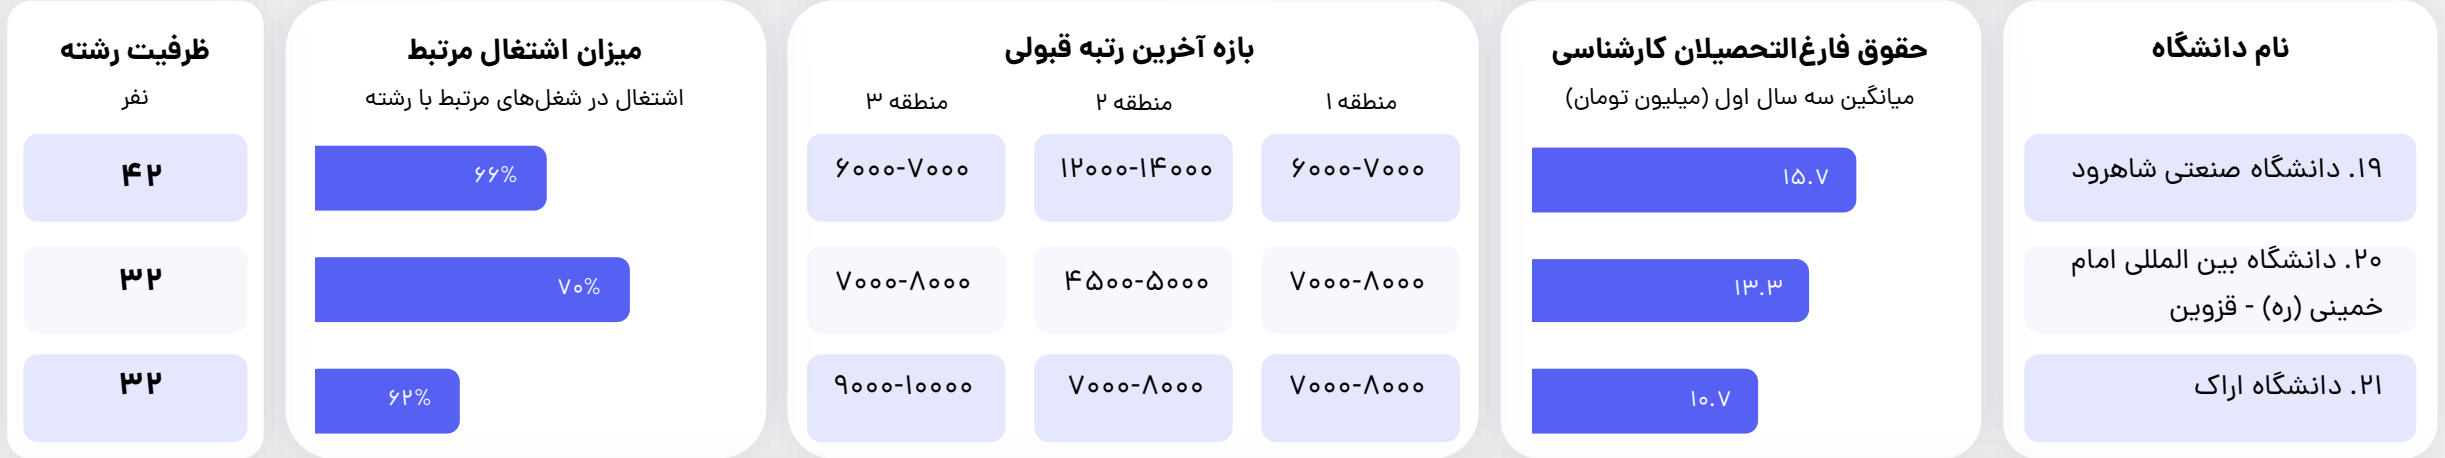 نام دانشگاه
حقوق فارغ‌التحصیلان کارشناسی
میانگین سه سال اول (میلیون تومان)
بازه آخرین رتبه قبولی
منطقه ۱
منطقه ۲
منطقه ۳
میزان اشتغال مرتبط
اشتغال در شغل‌های مرتبط با رشته
ظرفیت رشته
نفر
۱۹. دانشگاه صنعتی شاهرود
۱۵.۷
۶۰۰۰-۷۰۰۰
۱۲۰۰۰-۱۴۰۰۰
۶۰۰۰-۷۰۰۰
۶۶%
۴۲
۲۰. دانشگاه بین المللی امام
خمینی (ره) - قزوین
۱۳.۳
۷۰۰۰-۸۰۰۰
۴۵۰۰-۵۰۰۰
۷۰۰۰-۸۰۰۰
۷۰%
۳۲
۲۱. دانشگاه اراک
۱۰.۷
۷۰۰۰-۸۰۰۰
۷۰۰۰-۸۰۰۰
۹۰۰۰-۱۰۰۰۰
۶۲%
۳۲